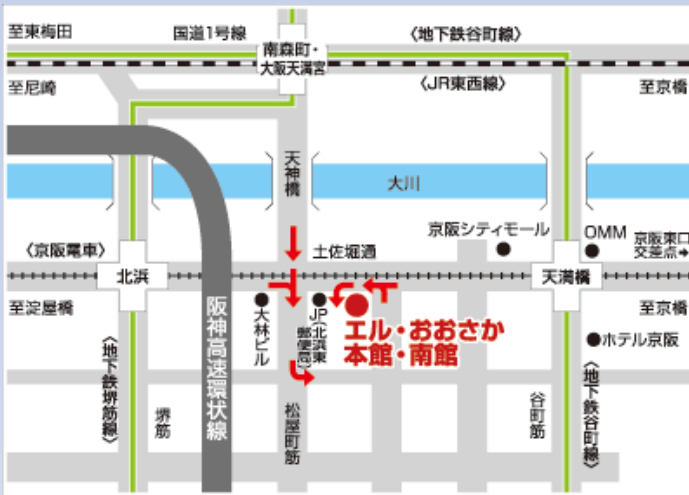 至東梅田
国道1号線
〈地下鉄谷町線〉
南森町・
大阪天満宮
至尼崎
〈JR東西線〉
至京橋
天神橋
大川
京阪シティモール
OMM
京阪東口
交差点→
〈京阪電車〉
北浜
土佐堀通
天満橋
至淀屋橋
阪神高速環状線
大林ビル
JP(北浜東
郵便局)
エル・おおさか
本館・南館
至京橋
ホテル京阪
〈地下鉄堺筋線〉
堺筋
松屋町筋
谷町筋
〈地下鉄谷町線〉